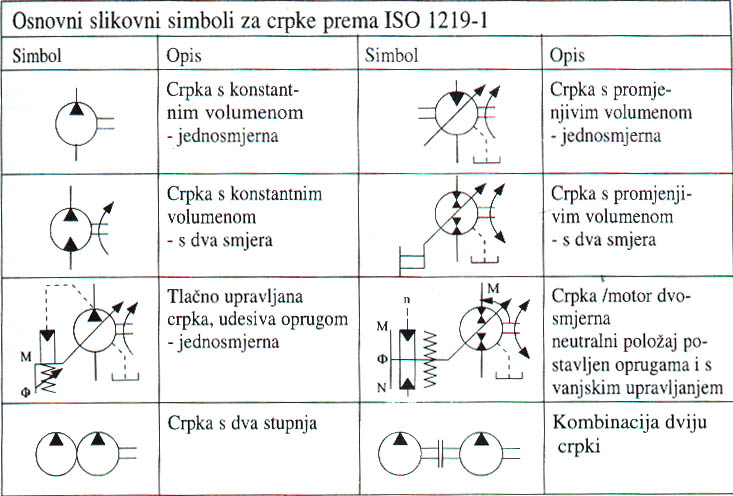 Osnovni slikovni simboli za crpke prema ISO 1219-1
Simbol
Opis
Simbol
Opis
Crpka s konstant-
nim volumenom
- jednosmjerna
Crpka s promje-
njivim volumenom
- jednosmjerna
Crpka s konstantnim
volumenom
- s dva smjera
Crpka s promjenji-
vim volumenom
- s dva smjera
M
Φ
Tlačno upravljana
crpka, udesiva oprugom
- jednosmjerna
n
M
M
Φ
N
Crpka /motor dvo-
smjerna
neutralni položaj po-
stavljen oprugama i s
vanjskim upravljanjem
Crpka s dva stupnja
Kombinacija dviju
crpki